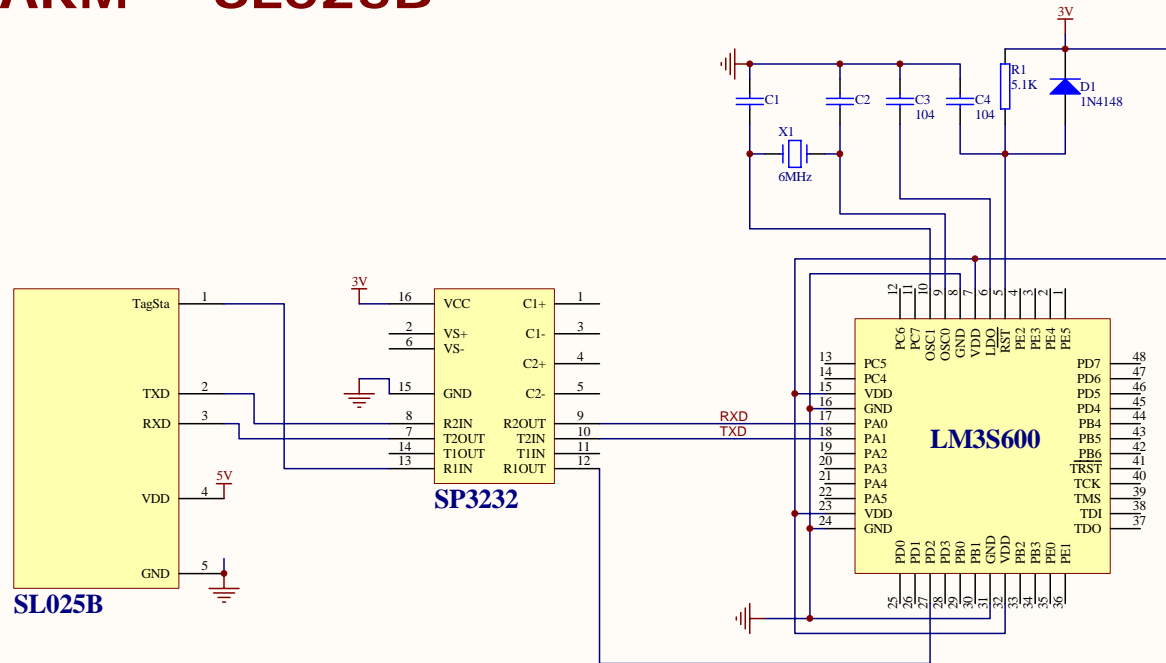 ARM SL025B
3V
R1
5.1K
D1
1N4148
C1
C2
C3
104
C4
104
X1
6MHz
TagSta 1
TXD 2
RXD 3
5V
VDD 4
GND 5
SL025B
3V
16 VCC
2 VS+
6 VS-
15 GND
8 R2IN
7 T2OUT
14 T1OUT
13 R1IN
C1+ 1
C1- 3
C2+ 4
C2- 5
R2OUT 9
T2IN 10
T1IN 11
R1OUT 12
SP3232
RXD
TXD
12 PC6
11 PC7
10 OSC1
9 OSC0
8 GND
7 VDD
6 LDO
5 RST
4 PE2
3 PE3
2 PE4
1 PE5
13 PC5
14 PC4
15 VDD
16 GND
17 PA0
18 PA1
19 PA2
20 PA3
21 PA4
22 PA5
23 VDD
24 GND
LM3S600
PD7 48
PD6 47
PD5 46
PD4 45
PB4 44
PB5 43
PB6 42
TRST 41
TCK 40
TMS 39
TDI 38
TDO 37
PD0 25
PD1 26
PD2 27
PD3 28
PB0 29
PB1 30
GND 31
VDD 32
PB2 33
PB3 34
PE0 35
PE1 36